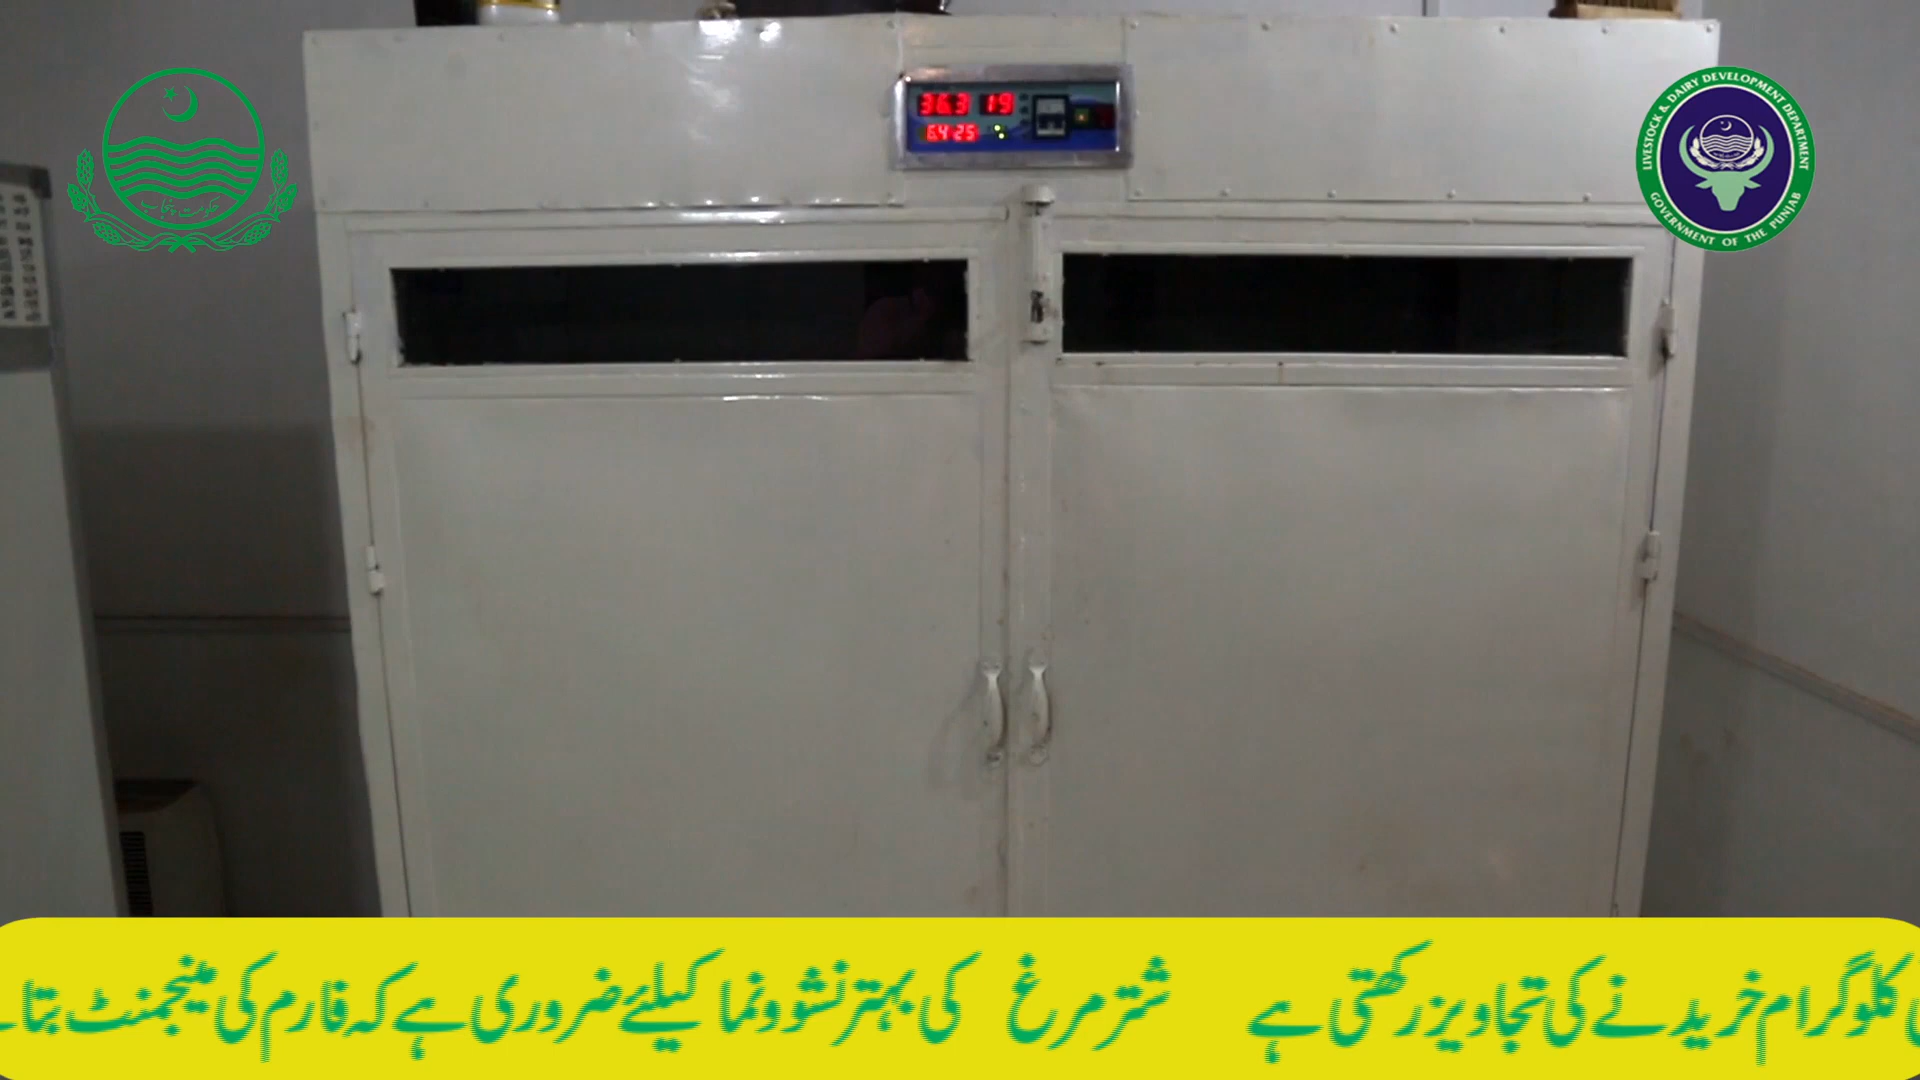 حکومت پنجاب
LIVESTOCK & DAIRY DEVELOPMENT DEPARTMENT
GOVERNMENT OF THE PUNJAB
36.3 19
64 25
کلوگرام خریدنے کی تجاویز رکھتی ہے شتر مرغ کی بہتر نشوونما کیلئے ضروری ہے کہ فارم کی مینجمنٹ